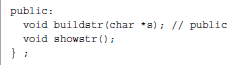 public:
void buildstr(char *s); // public
void showstr();
} ;